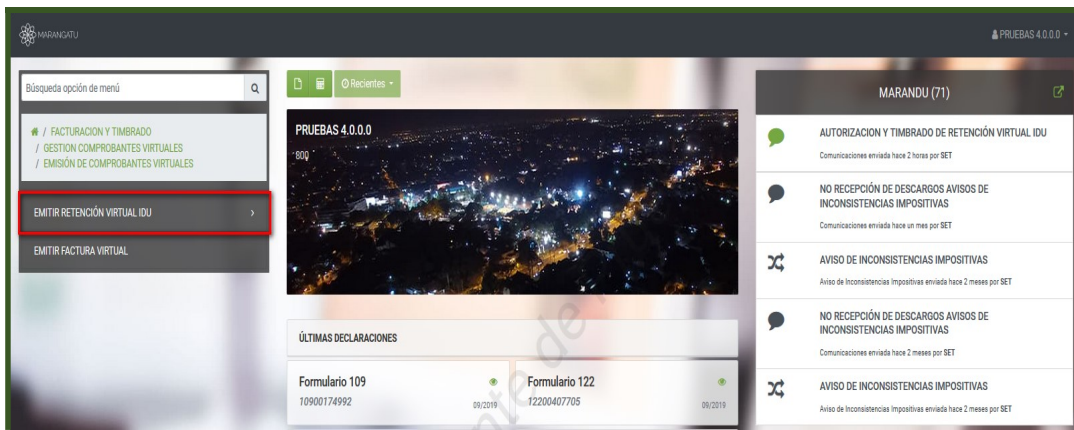 MARANGATU
PRUEBAS 4.0.0.0
Búsqueda opción de menú
/ FACTURACION Y TIMBRADO
/ GESTION COMPROBANTES VIRTUALES
/ EMISIÓN DE COMPROBANTES VIRTUALES
EMITIR RETENCIÓN VIRTUAL IDU
EMITIR FACTURA VIRTUAL
Recientes
PRUEBAS 4.0.0.0
800
ÚLTIMAS DECLARACIONES
Formulario 109
10900174992
09/2019
Formulario 122
12200407705
09/2019
MARANDU (71)
AUTORIZACION Y TIMBRADO DE RETENCIÓN VIRTUAL IDU
Comunicaciones enviada hace 2 horas por SET
NO RECEPCIÓN DE DESCARGOS AVISOS DE
INCONSISTENCIAS IMPOSITIVAS
Comunicaciones enviada hace un mes por SET
AVISO DE INCONSISTENCIAS IMPOSITIVAS
Aviso de Inconsistencias Impositivas enviada hace 2 meses por SET
NO RECEPCIÓN DE DESCARGOS AVISOS DE
INCONSISTENCIAS IMPOSITIVAS
Comunicaciones enviada hace 2 meses por SET
AVISO DE INCONSISTENCIAS IMPOSITIVAS
Aviso de Inconsistencias Impositivas enviada hace 2 meses por SET